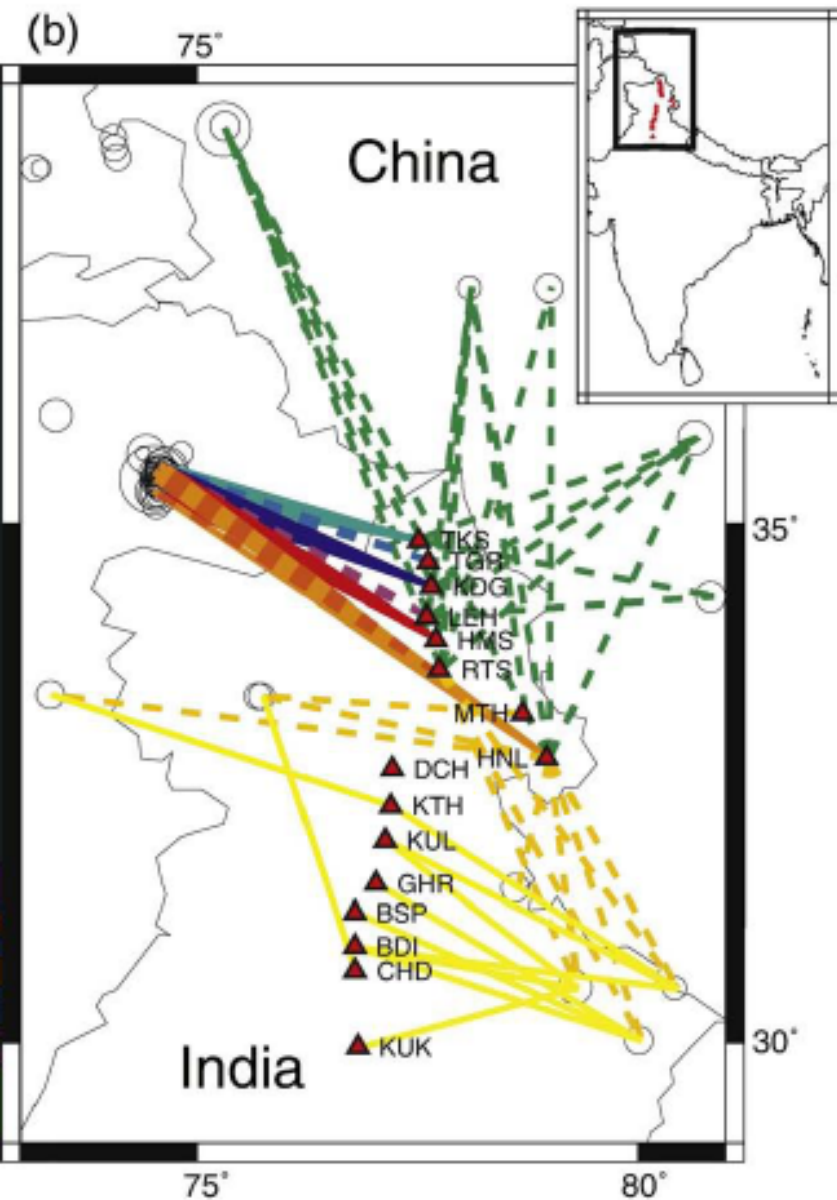 (b)
75°
China
35°
TKS
TGR
KDG
LEH
HMS
RTS
MTH
HNL
DCH
KTH
KUL
GHR
BSP
BDI
CHD
30°
KUK
India
75°
80°